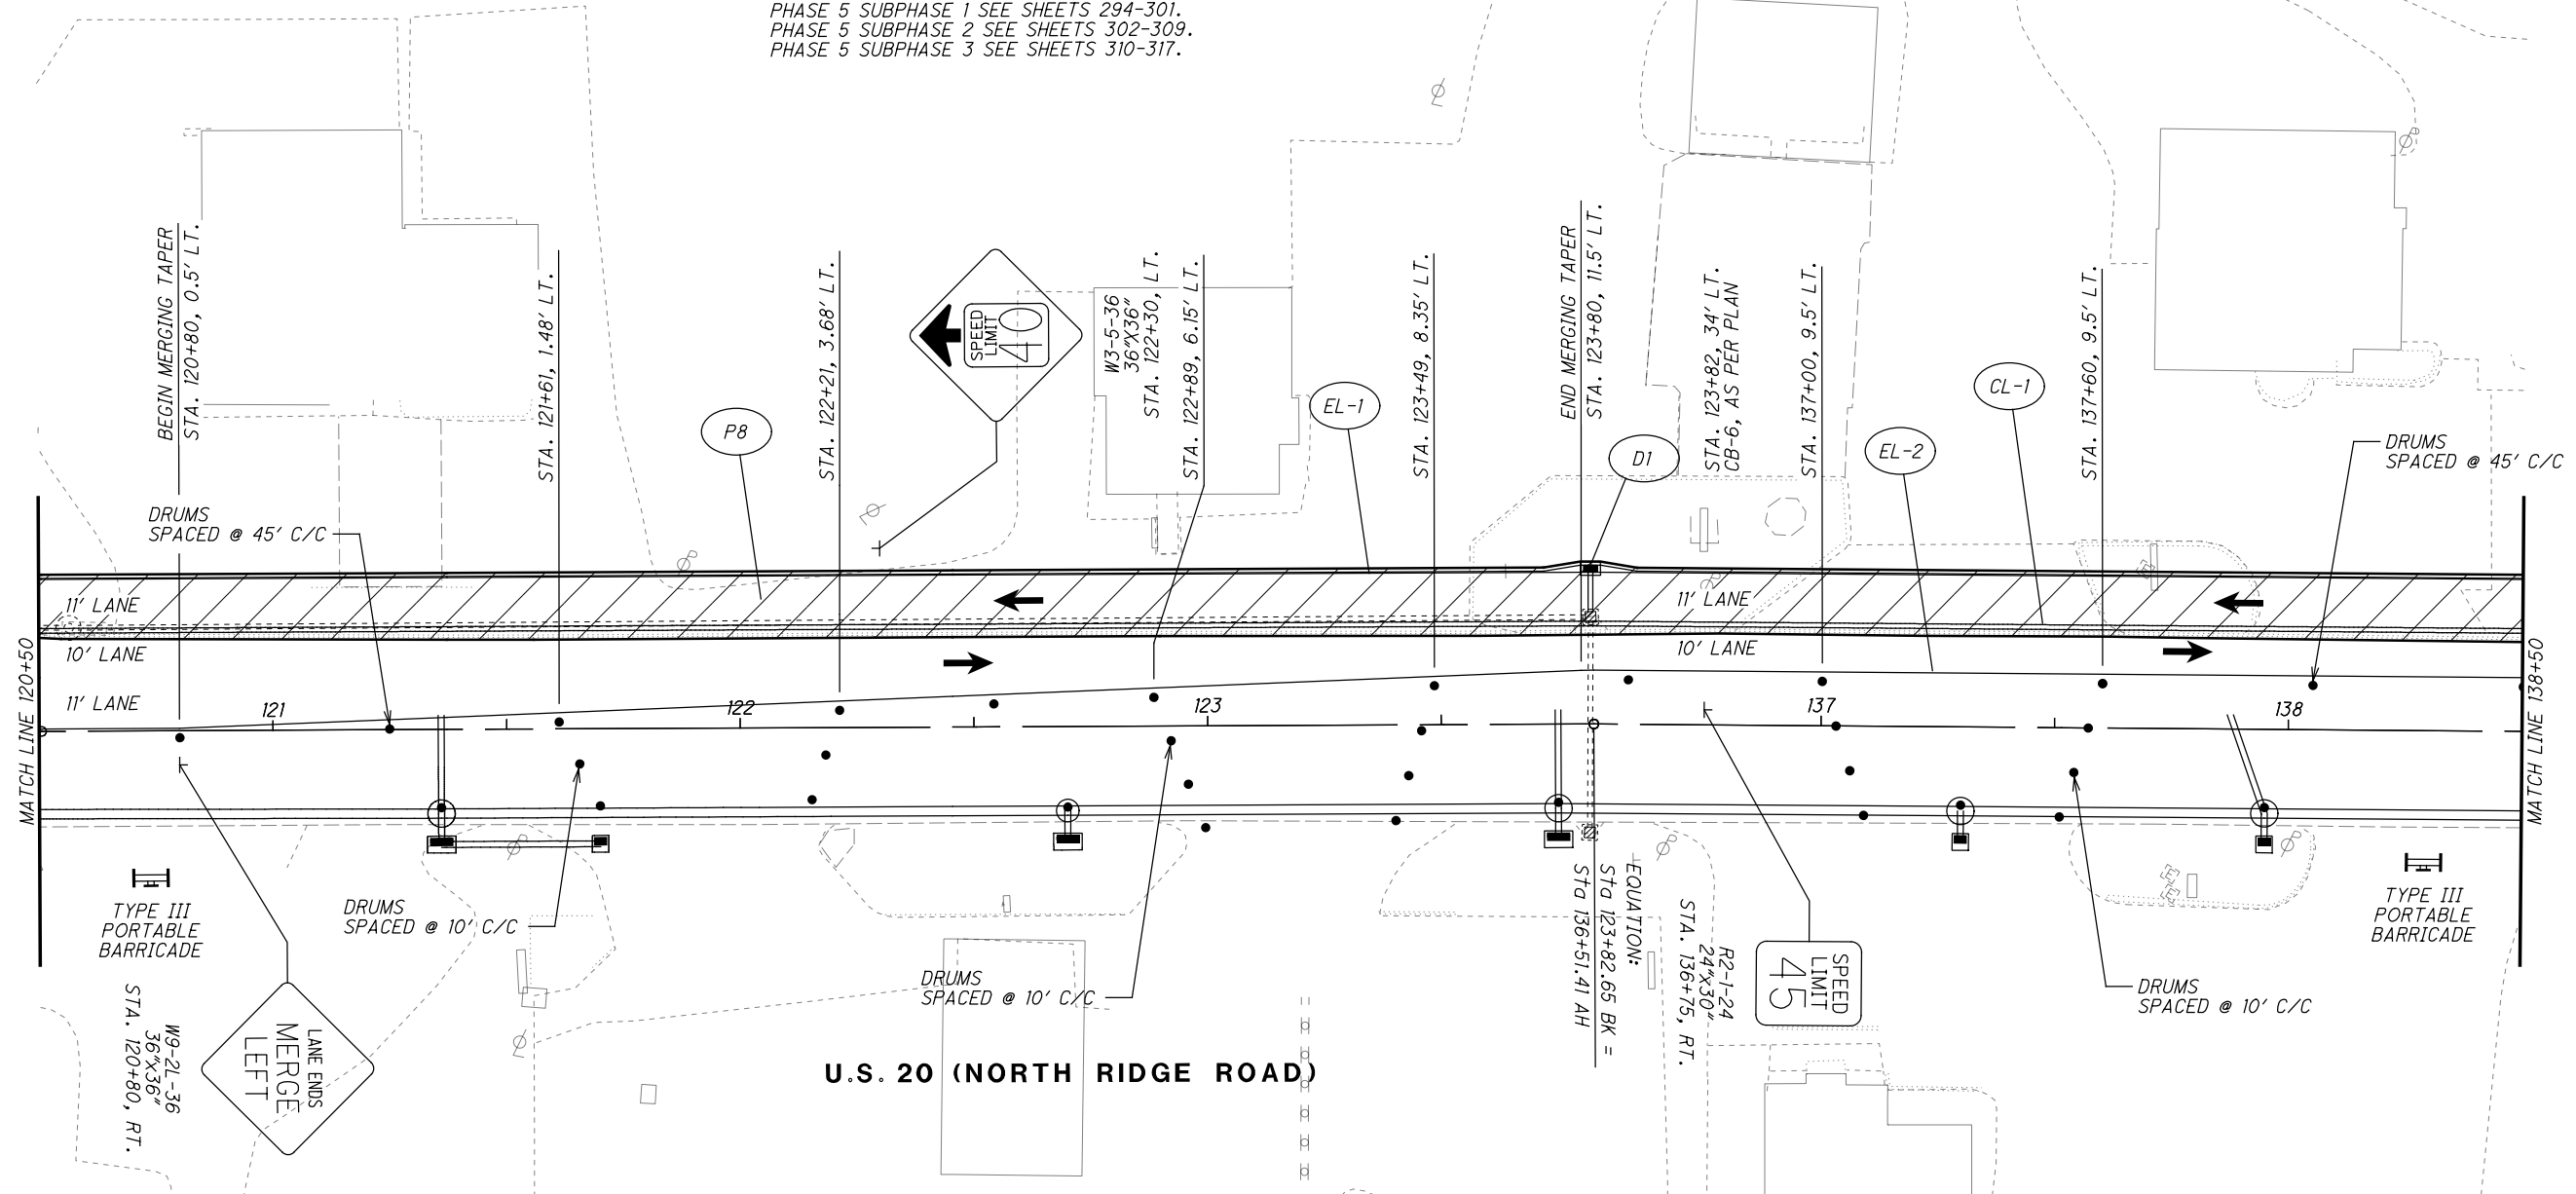 PHASE 5 SUBPHASE 1 SEE SHEETS 294-301.
PHASE 5 SUBPHASE 2 SEE SHEETS 302-309.
PHASE 5 SUBPHASE 3 SEE SHEETS 310-317.
BEGIN MERGING TAPER
STA. 120+80, 0.5' LT.
STA. 121+61, 1.48' LT.
STA. 122+21, 3.68' LT.
SPEED
LIMIT
40
W3-5-36
36"X36"
STA. 122+30, LT.
STA. 122+89, 6.15' LT.
STA. 123+49, 8.35' LT.
END MERGING TAPER
STA. 123+80, 11.5' LT.
STA. 123+82, 34' LT.
CB-6, AS PER PLAN
STA. 137+00, 9.5' LT.
STA. 137+60, 9.5' LT.
P8
EL-1
D1
EL-2
CL-1
DRUMS
SPACED @ 45' C/C
DRUMS
SPACED @ 45' C/C
11' LANE
10' LANE
11' LANE
11' LANE
10' LANE
MATCH LINE 120+50
MATCH LINE 138+50
121
122
123
137
138
TYPE III
PORTABLE
BARRICADE
DRUMS
SPACED @ 10' C/C
DRUMS
SPACED @ 10' C/C
EQUATION:
Sta 123+82.65 BK =
Sta 136+51.41 AH
R2-1-24
24"X30"
STA. 136+75, RT.
SPEED
LIMIT
45
DRUMS
SPACED @ 10' C/C
TYPE III
PORTABLE
BARRICADE
W9-2L-36
36"X36"
STA. 120+80, RT.
LANE ENDS
MERGE
LEFT
U.S. 20 (NORTH RIDGE ROAD)